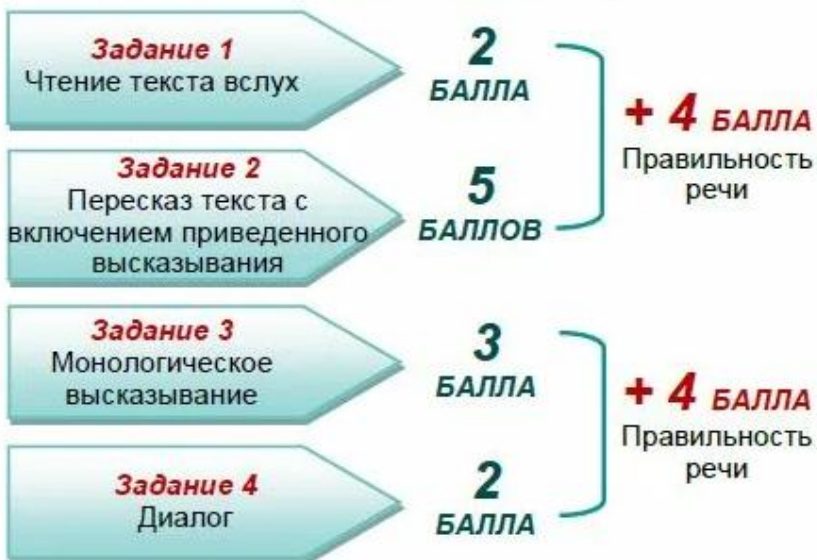 Задание 1
Чтение текста вслух
2
БАЛЛА
Задание 2
Пересказ текста с
включением приведенного
высказывания
5
БАЛЛОВ
+ 4 БАЛЛА
Правильность
речи
Задание 3
Монологическое
высказывание
3
БАЛЛА
Задание 4
Диалог
2
БАЛЛА
+ 4 БАЛЛА
Правильность
речи